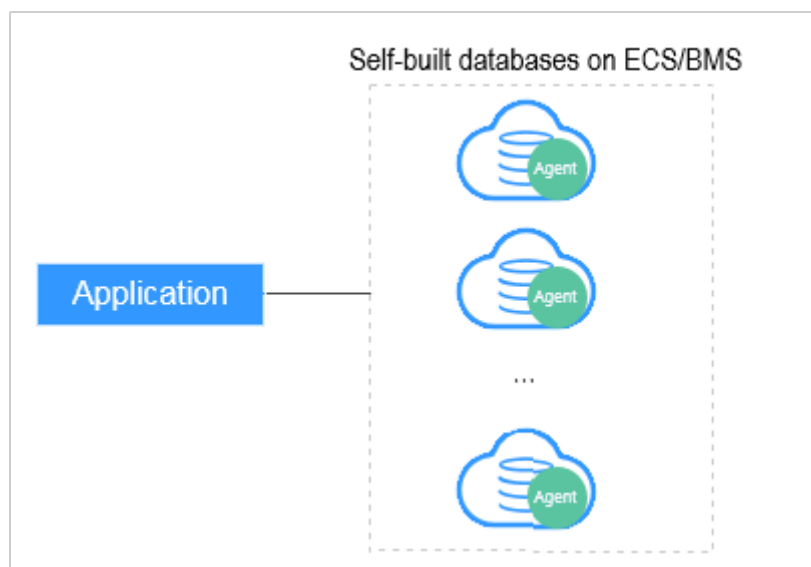 Self-built databases on ECS/BMS
Agent
Application
Agent
...
Agent